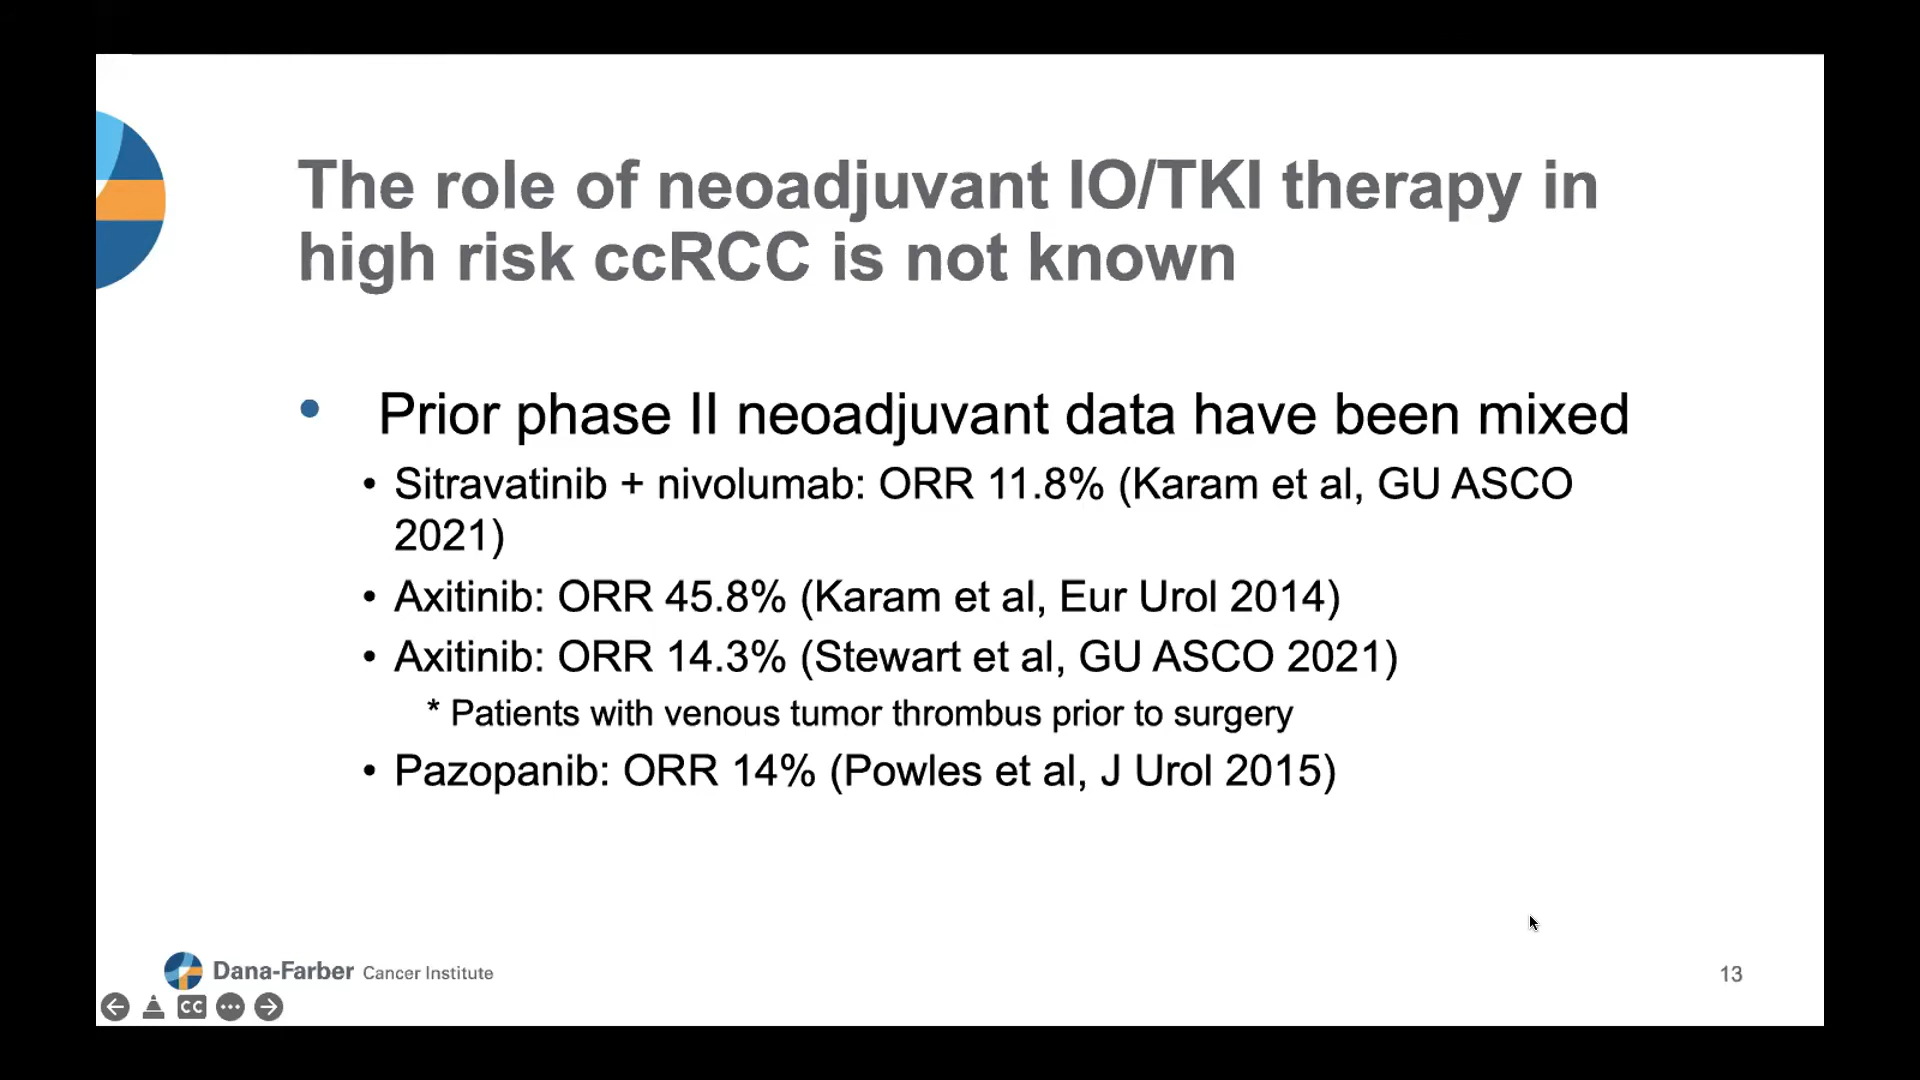 The role of neoadjuvant IO/TKI therapy in
high risk ccRCC is not known
• Prior phase II neoadjuvant data have been mixed
• Sitravatinib + nivolumab: ORR 11.8% (Karam et al, GU ASCO
2021)
• Axitinib: ORR 45.8% (Karam et al, Eur Urol 2014)
• Axitinib: ORR 14.3% (Stewart et al, GU ASCO 2021)
* Patients with venous tumor thrombus prior to surgery
• Pazopanib: ORR 14% (Powles et al, J Urol 2015)
Dana-Farber Cancer Institute
13
CC